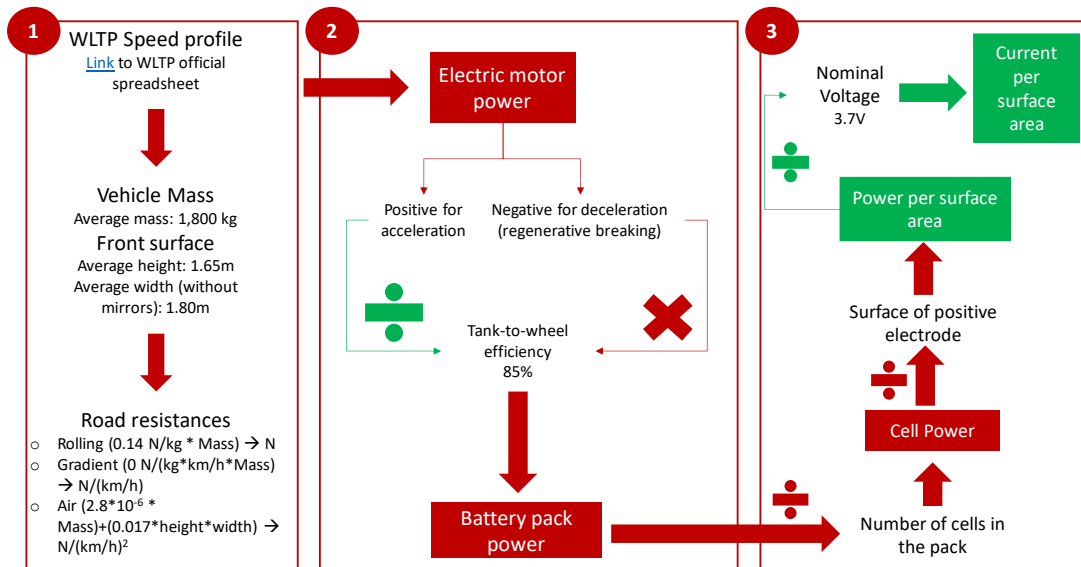 1
WLTP Speed profile
Link to WLTP official
spreadsheet
Vehicle Mass
Average mass: 1,800 kg
Front surface
Average height: 1.65m
Average width (without
mirrors): 1.80m
Road resistances
o Rolling (0.14 N/kg * Mass) → N
o Gradient (0 N/(kg*km/h*Mass)
→ N/(km/h)
o Air (2.8*10⁻⁶ *
Mass)+(0.017*height*width) →
N/(km/h)²
2
Electric motor
power
Positive for
acceleration
Negative for deceleration
(regenerative breaking)
Tank-to-wheel
efficiency
85%
Battery pack
power
3
Nominal
Voltage
3.7V
Current
per
surface
area
Power per surface
area
Surface of positive
electrode
Cell Power
Number of cells in
the pack